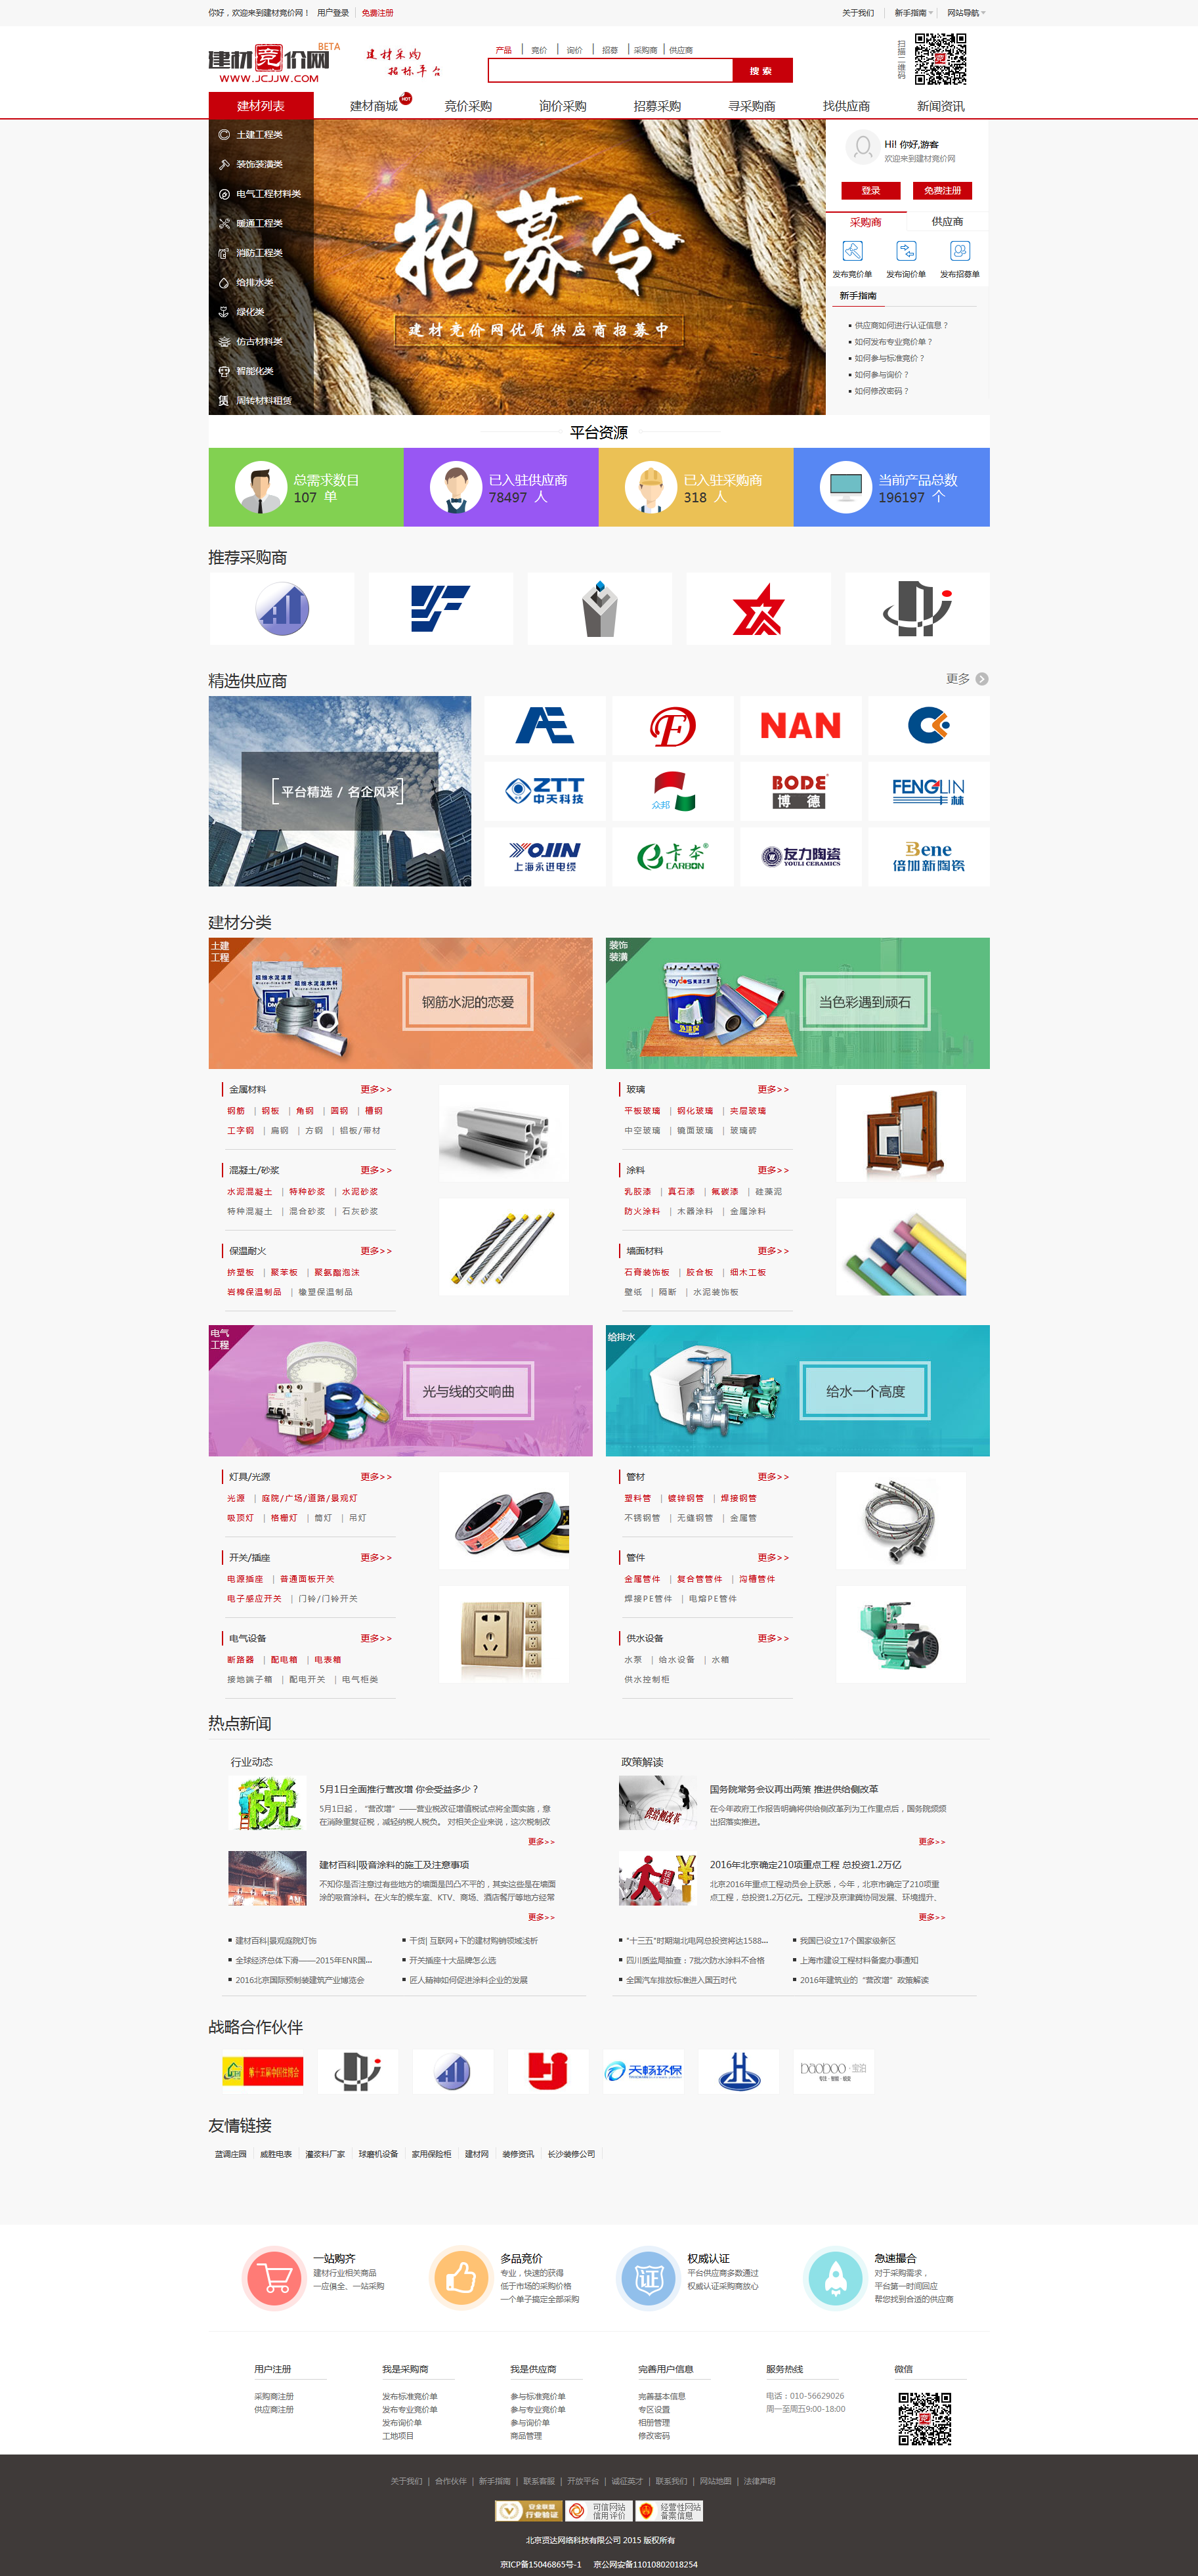 你好，欢迎来到建材竞价网！ 用户登录 免费注册
关于我们 新手指南 网站导航
建材竞价网 BETA
WWW.JCJJW.COM
建材采购
招标平台
产品 竞价 询价 招募 采购商 供应商
搜 索
扫描二维码
建材列表 建材商城 HOT 竞价采购 询价采购 招募采购 寻采购商 找供应商 新闻资讯
土建工程类
装饰装潢类
电气工程材料类
暖通工程类
消防工程类
给排水类
绿化类
仿古材料类
智能化类
周转材料租赁
招募令
建材竞价网优质供应商招募中
Hi! 你好,游客
欢迎来到建材竞价网
登录 免费注册
采购商 供应商
发布竞价单 发布询价单 发布招募单
新手指南
供应商如何进行认证信息？
如何发布专业竞价单？
如何参与标准竞价？
如何参与询价？
如何修改密码？
平台资源
总需求数目
107 单
已入驻供应商
78497 人
已入驻采购商
318 人
当前产品总数
196197 个
推荐采购商
精选供应商 更多
平台精选 / 名企风采
NAN
ZTT
中天科技
众邦
BODE
博德
FENGLIN
丰林
YOJIN
上海永进电缆
卡本
CARBON
友力陶瓷
YOULI CERAMICS
Bene
倍加新陶瓷
建材分类
土建
工程
钢筋水泥的恋爱
装饰
装潢
当色彩遇到顽石
金属材料 更多>>
钢筋 | 钢板 | 角钢 | 圆钢 | 槽钢
工字钢 | 扁钢 | 方钢 | 铝板/带材
混凝土/砂浆 更多>>
水泥混凝土 | 特种砂浆 | 水泥砂浆
特种混凝土 | 混合砂浆 | 石灰砂浆
保温耐火 更多>>
挤塑板 | 聚苯板 | 聚氨酯泡沫
岩棉保温制品 | 橡塑保温制品
玻璃 更多>>
平板玻璃 | 钢化玻璃 | 夹层玻璃
中空玻璃 | 镜面玻璃 | 玻璃砖
涂料 更多>>
乳胶漆 | 真石漆 | 氟碳漆 | 硅藻泥
防火涂料 | 木器涂料 | 金属涂料
墙面材料 更多>>
石膏装饰板 | 胶合板 | 细木工板
壁纸 | 隔断 | 水泥装饰板
电气
工程
光与线的交响曲
给排水
给水一个高度
灯具/光源 更多>>
光源 | 庭院/广场/道路/景观灯
吸顶灯 | 格栅灯 | 筒灯 | 吊灯
开关/插座 更多>>
电源插座 | 普通面板开关
电子感应开关 | 门铃/门铃开关
电气设备 更多>>
断路器 | 配电箱 | 电表箱
接地端子箱 | 配电开关 | 电气柜类
管材 更多>>
塑料管 | 镀锌钢管 | 焊接钢管
不锈钢管 | 无缝钢管 | 金属管
管件 更多>>
金属管件 | 复合管管件 | 沟槽管件
焊接PE管件 | 电熔PE管件
供水设备 更多>>
水泵 | 给水设备 | 水箱
供水控制柜
热点新闻
行业动态
税
5月1日全面推行营改增 你会受益多少？
5月1日起，“营改增”——营业税改征增值税试点将全面实施，意
在消除重复征税，减轻纳税人税负。 对相关企业来说，这次税制改
更多>>
建材百科|吸音涂料的施工及注意事项
不知你是否注意过有些地方的墙面是凹凸不平的，其实这些是在墙面
涂的吸音涂料。在火车的候车室、KTV、商场、酒店餐厅等地方经常
更多>>
建材百科|景观庭院灯饰
干货| 互联网+下的建材购销领域浅析
全球经济总体下滑——2015年ENR国...
开关插座十大品牌怎么选
2016北京国际预制装建筑产业博览会
匠人精神如何促进涂料企业的发展
政策解读
供给侧改革
国务院常务会议再出两策 推进供给侧改革
在今年政府工作报告明确将供给侧改革列为工作重点后，国务院频频
出招落实推进。
更多>>
投资
2016年北京确定210项重点工程 总投资1.2万亿
北京2016年重点工程动员会上获悉，今年，北京市确定了210项重
点工程，总投资1.2万亿元。工程涉及京津冀协同发展、环境提升、
更多>>
“十三五”时期湖北电网总投资将达1588...
我国已设立17个国家级新区
四川质监局抽查：7批次防水涂料不合格
上海市建设工程材料备案办事通知
全国汽车排放标准进入国五时代
2016年建筑业的“营改增”政策解读
战略合作伙伴
第十五届中国住博会
天畅环保
baoboo·宝泊
友情链接
蓝调庄园 威胜电表 灌浆料厂家 球磨机设备 家用保险柜 建材网 装修资讯 长沙装修公司
一站购齐
建材行业相关商品
一应俱全、一站采购
多品竞价
专业，快速的获得
低于市场的采购价格
一个单子搞定全部采购
证
权威认证
平台供应商多数通过
权威认证采购商放心
急速撮合
对于采购需求，
平台第一时间回应
帮您找到合适的供应商
用户注册
采购商注册
供应商注册
我是采购商
发布标准竞价单
发布专业竞价单
发布询价单
工地项目
我是供应商
参与标准竞价单
参与专业竞价单
参与询价单
商品管理
完善用户信息
完善基本信息
专区设置
相册管理
修改密码
服务热线
电话：010-56629026
周一至周五9:00-18:00
微信
关于我们 | 合作伙伴 | 新手指南 | 联系客服 | 开放平台 | 诚征英才 | 联系我们 | 网站地图 | 法律声明
安全联盟
行业验证
可信网站
信用评价
经营性网站
备案信息
北京贤达网络科技有限公司 2015 版权所有
京ICP备15046865号-1 京公网安备11010802018254